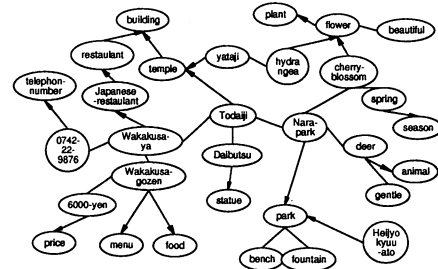 building
plant
flower
beautiful
restaulant
temple
yataji
hydra
ngea
cherry-
blossom
telephon-
number
Japanese
-restaulant
spring
season
0742-
22-
9876
Wakakusa-
ya
Todaiji
Nara-
park
deer
animal
gentle
Wakakusa-
gozen
Daibutsu
6000-yen
statue
park
Heijyo
kyuu
-ato
price
menu
food
bench
fountain